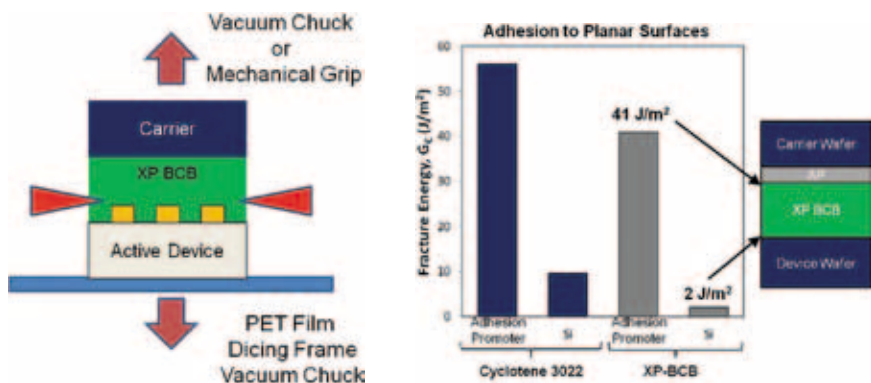 Vacuum Chuck
or
Mechanical Grip
Carrier
XP BCB
Active Device
PET Film
Dicing Frame
Vacuum Chuck
Adhesion to Planar Surfaces
Fracture Energy, Gc (J/m²)
60
50
40
30
20
10
0
41 J/m²
2 J/m²
Adhesion
Promoter
Si
Adhesion
Promoter
Si
Cyclotene 3022
XP-BCB
Carrier Wafer
AP
XP BCB
Device Wafer